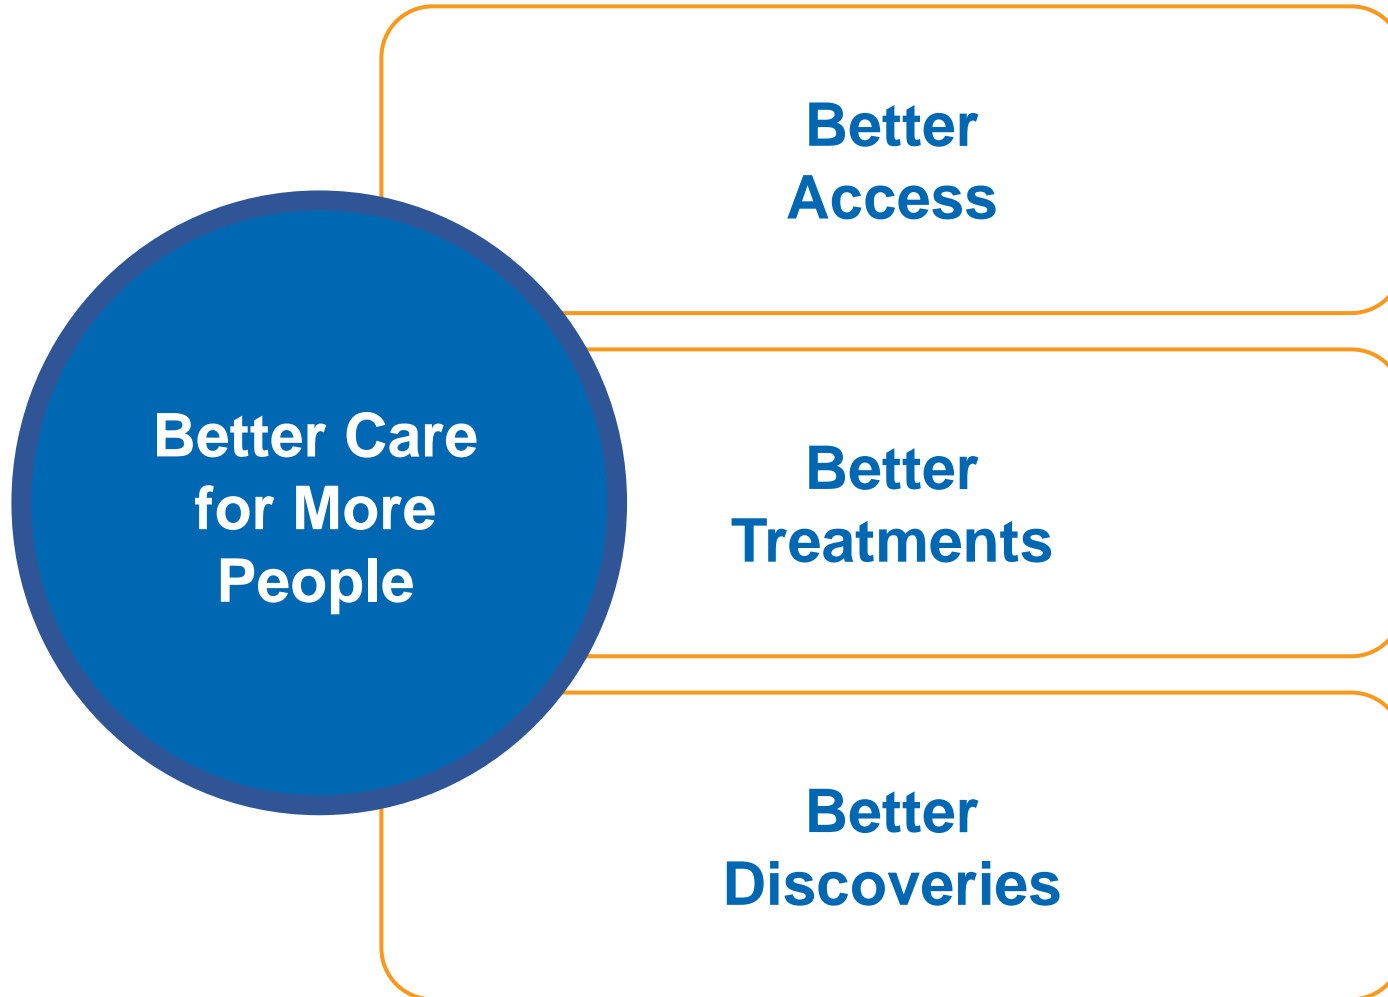 Better Care
for More
People
Better
Access
Better
Treatments
Better
Discoveries